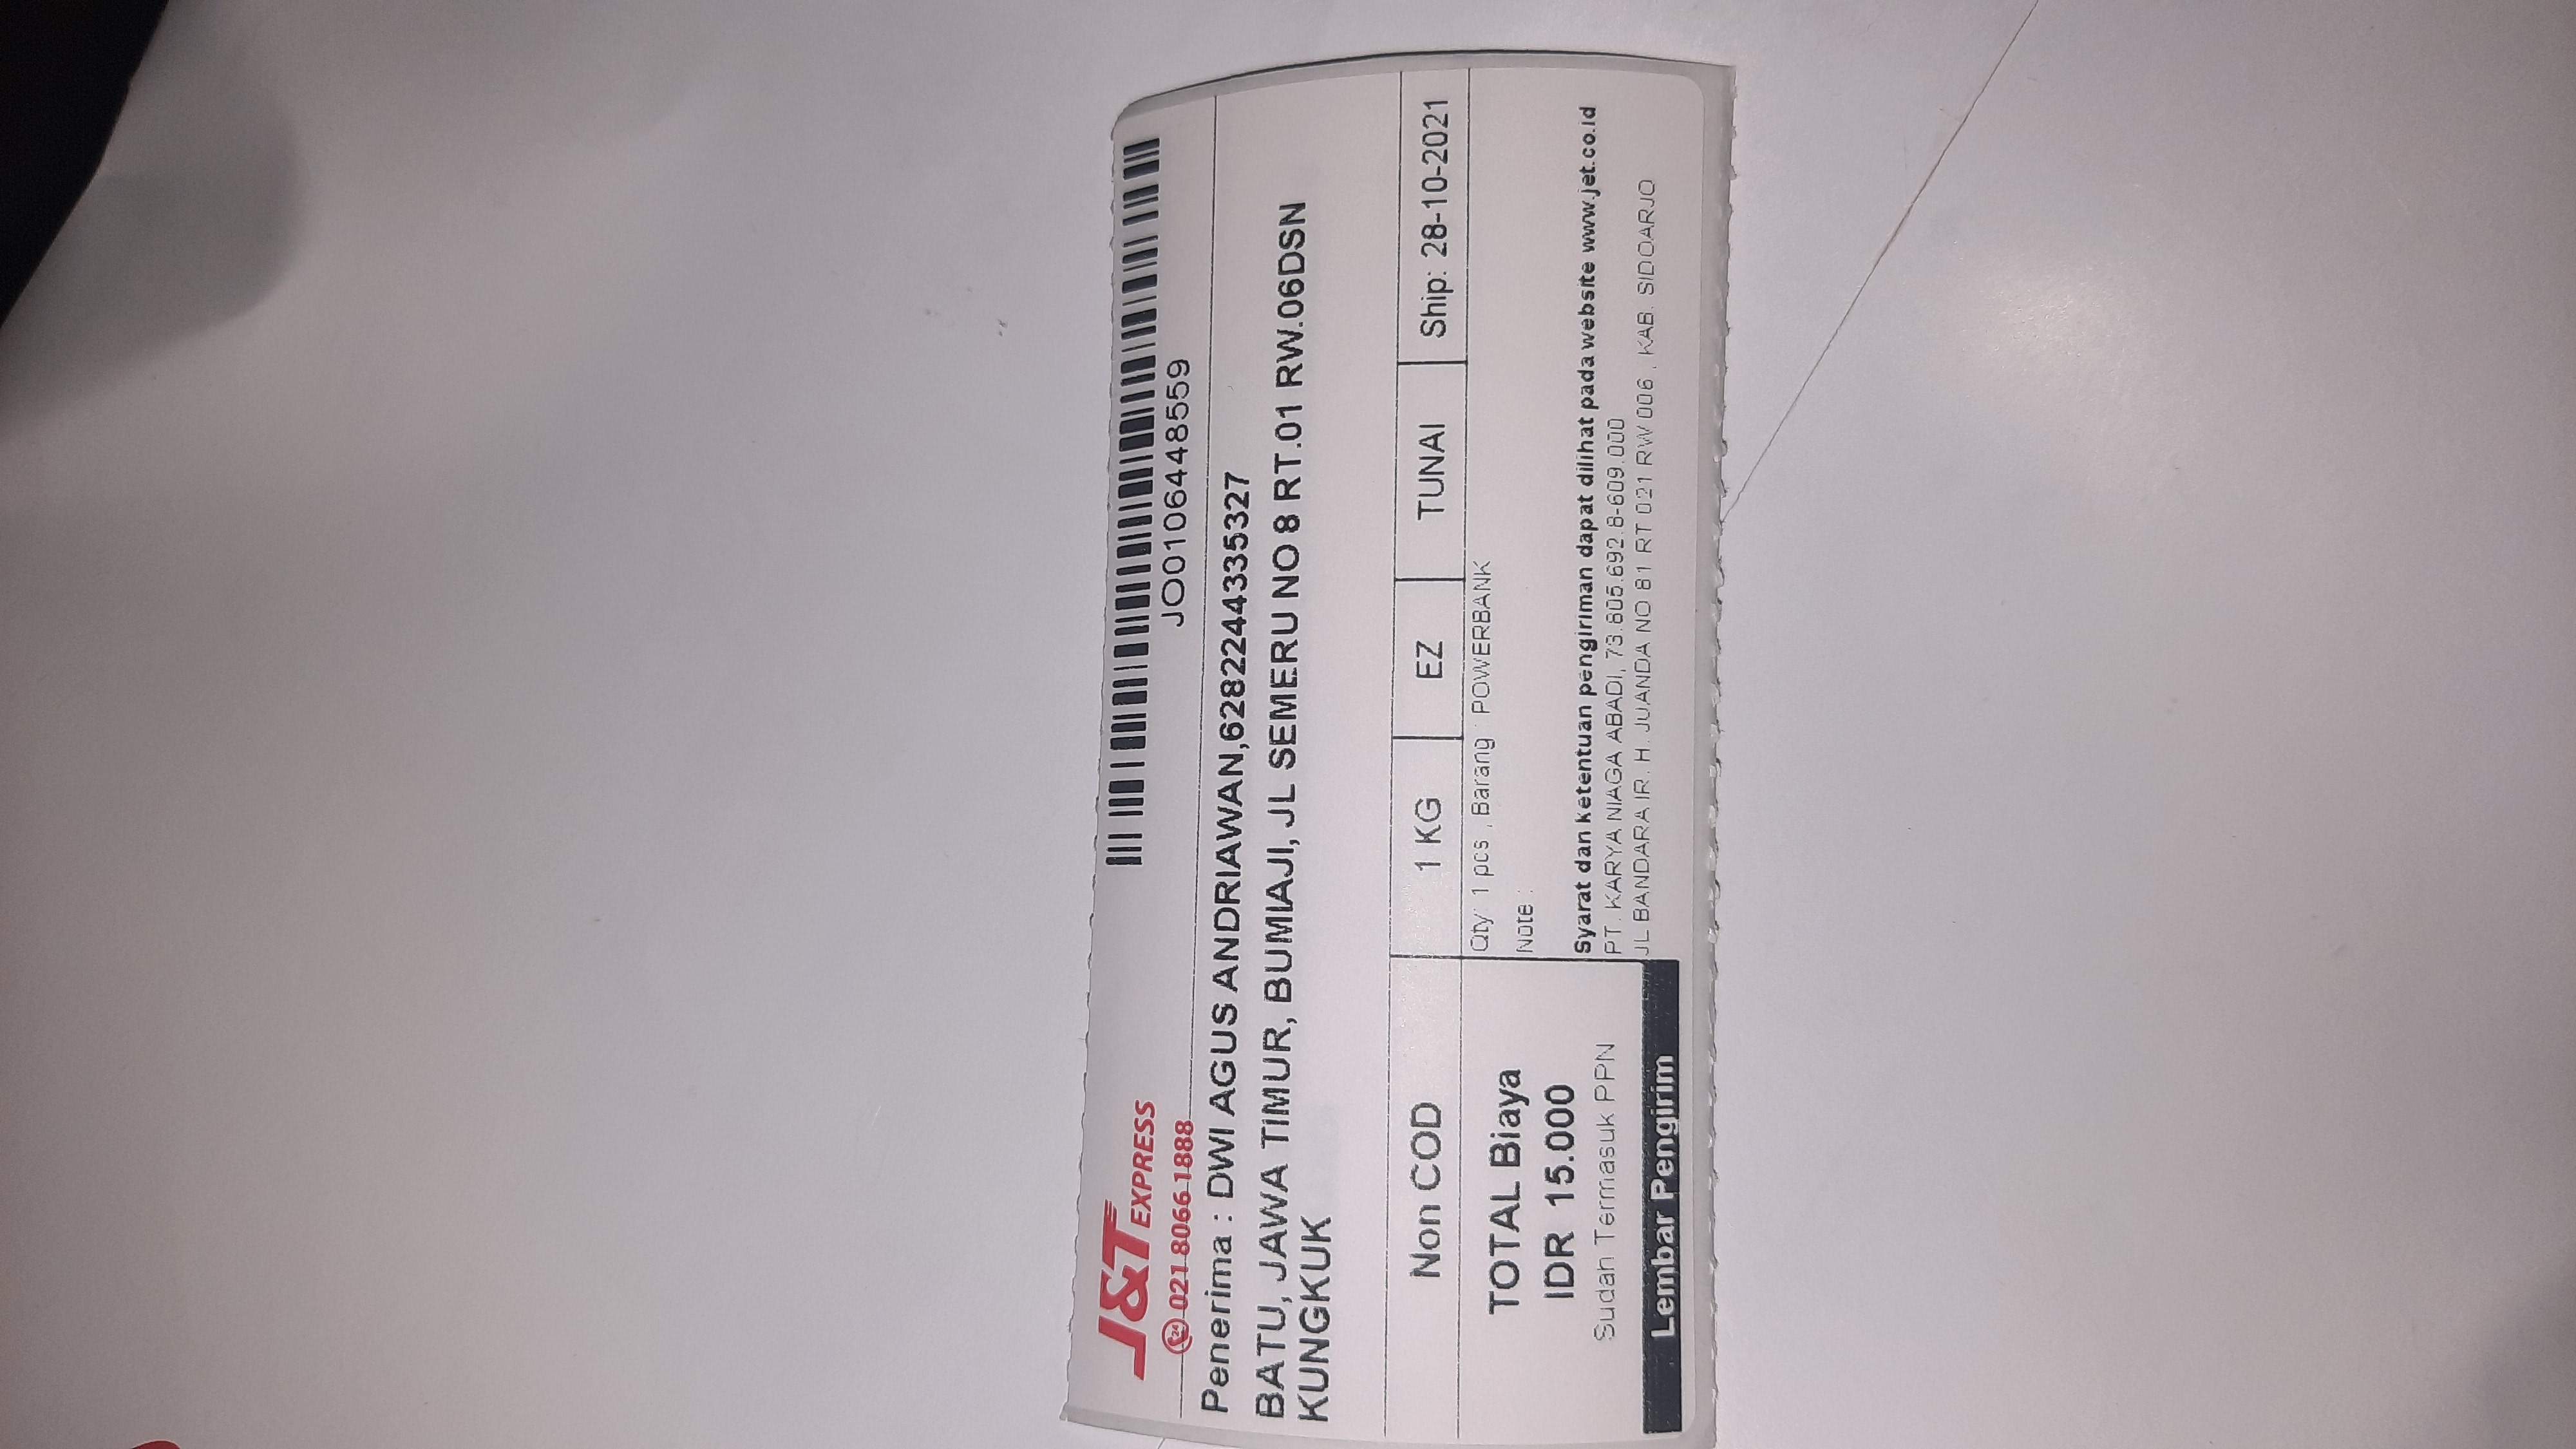 J&T EXPRESS
24 021 8066 1888
JO0106448559
Penerima : DWI AGUS ANDRIAWAN,6282244335327
BATU, JAWA TIMUR, BUMIAJI, JL SEMERU NO 8 RT.01 RW.06DSN
KUNGKUK
Non COD
1 KG
EZ
TUNAI
Ship: 28-10-2021
TOTAL Biaya
IDR 15.000
Sudah Termasuk PPN
Lembar Pengirim
Qty: 1 pcs , Barang : POWERBANK
Note :
Syarat dan ketentuan pengiriman dapat dilihat pada website www.jet.co.id
PT. KARYA NIAGA ABADI, 73.805.692.8-609.000
JL BANDARA IR. H. JUANDA NO 81 RT 021 RW 006 , KAB. SIDOARJO